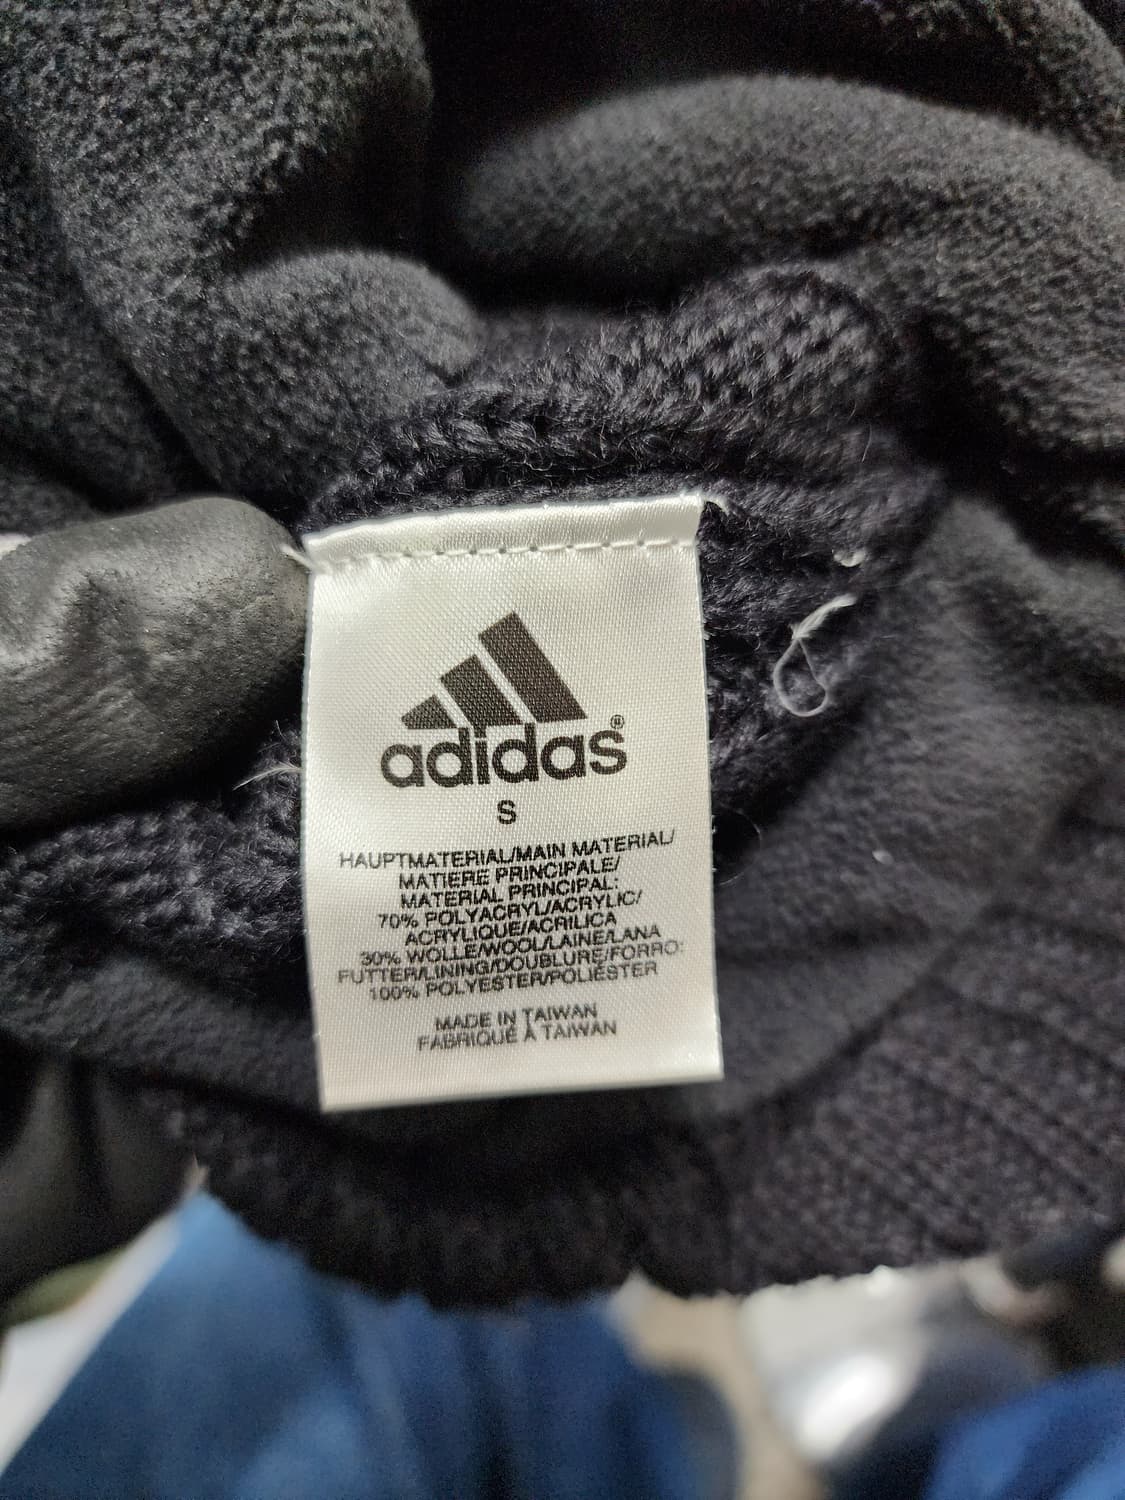 adidas®
S
HAUPTMATERIAL/MAIN MATERIAL/
MATIERE PRINCIPALE/
MATERIAL PRINCIPAL:
70% POLYACRYL/ACRYLIC/
ACRYLIQUE/ACRILICA
30% WOLLE/WOOL/LAINE/LANA
FUTTER/LINING/DOUBLURE/FORRO:
100% POLYESTER/POLIÉSTER
MADE IN TAIWAN
FABRIQUÉ À TAIWAN